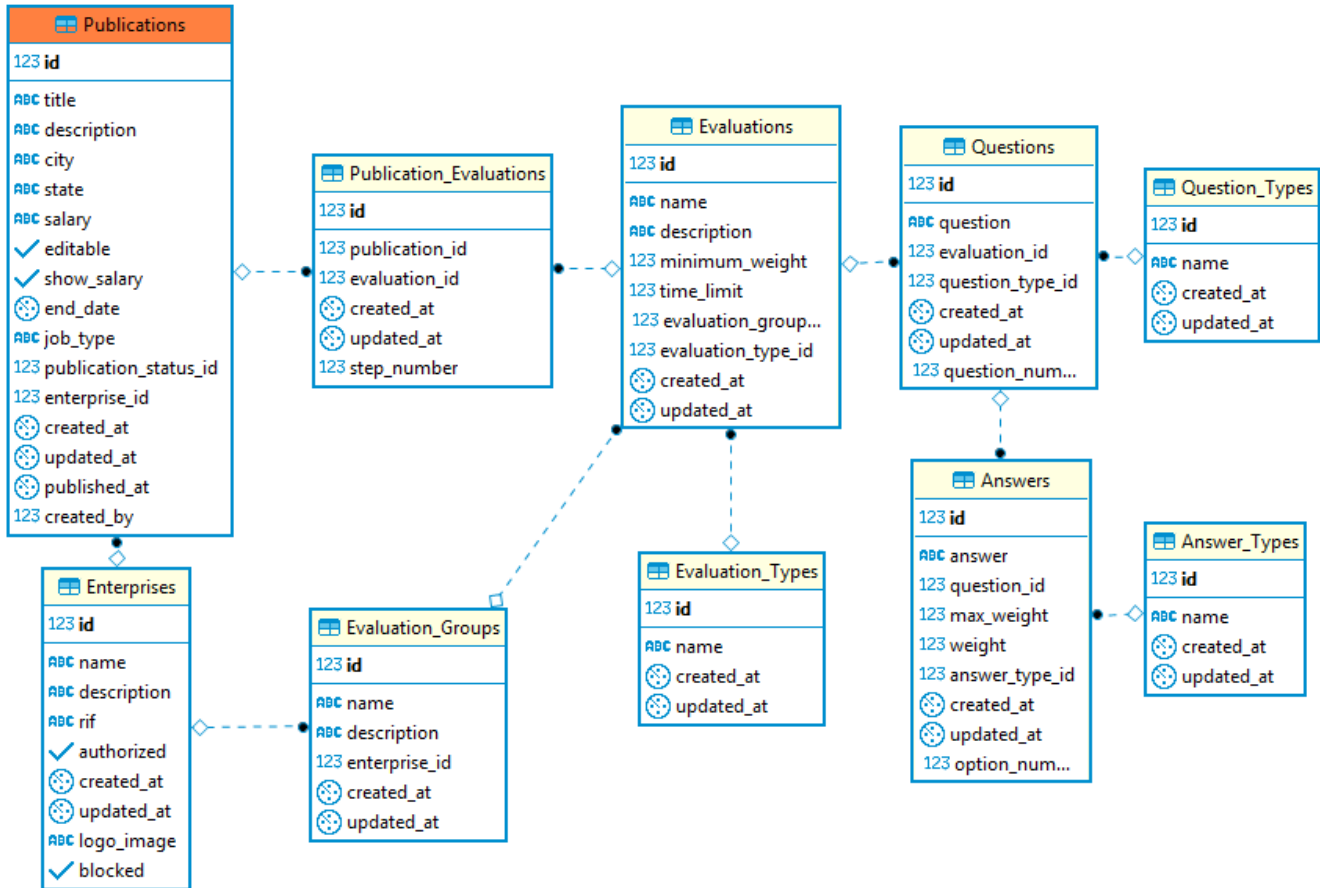 Publications
123 id
ABC title
ABC description
ABC city
ABC state
ABC salary
editable
show_salary
end_date
ABC job_type
123 publication_status_id
123 enterprise_id
created_at
updated_at
published_at
123 created_by
Publication_Evaluations
123 id
123 publication_id
123 evaluation_id
created_at
updated_at
123 step_number
Evaluations
123 id
ABC name
ABC description
123 minimum_weight
123 time_limit
123 evaluation_group...
123 evaluation_type_id
created_at
updated_at
Questions
123 id
ABC question
123 evaluation_id
123 question_type_id
created_at
updated_at
123 question_num...
Question_Types
123 id
ABC name
created_at
updated_at
Enterprises
123 id
ABC name
ABC description
ABC rif
authorized
created_at
updated_at
ABC logo_image
blocked
Evaluation_Groups
123 id
ABC name
ABC description
123 enterprise_id
created_at
updated_at
Evaluation_Types
123 id
ABC name
created_at
updated_at
Answers
123 id
ABC answer
123 question_id
123 max_weight
123 weight
123 answer_type_id
created_at
updated_at
123 option_num...
Answer_Types
123 id
ABC name
created_at
updated_at